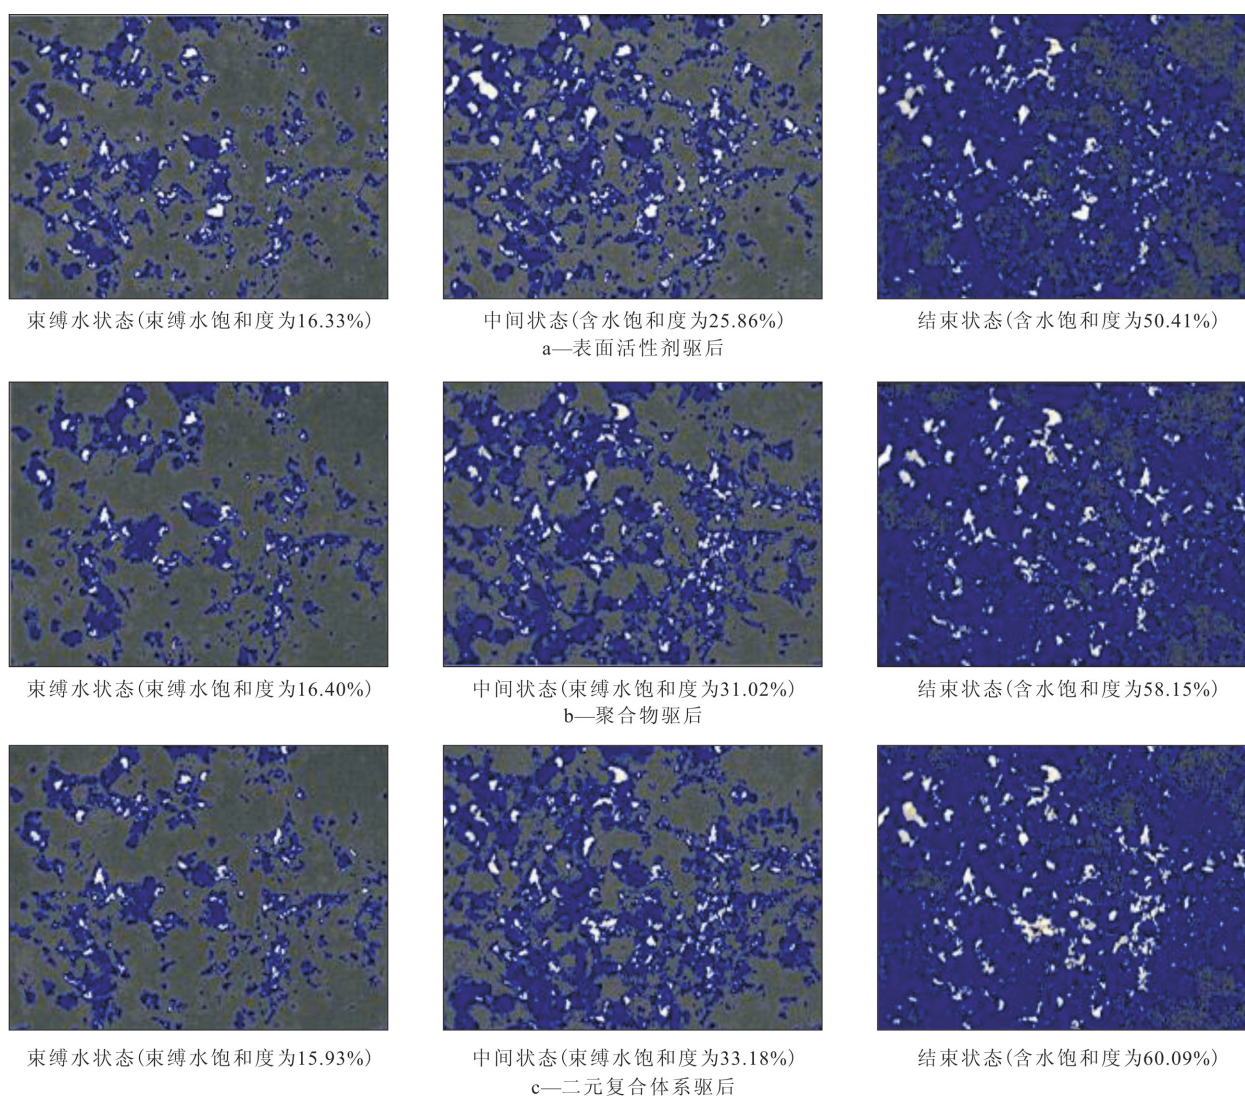 束缚水状态(束缚水饱和度为16.33%) 中间状态(含水饱和度为25.86%) 结束状态(含水饱和度为50.41%)
a—表面活性剂驱后
束缚水状态(束缚水饱和度为16.40%) 中间状态(束缚水饱和度为31.02%) 结束状态(含水饱和度为58.15%)
b—聚合物驱后
束缚水状态(束缚水饱和度为15.93%) 中间状态(束缚水饱和度为33.18%) 结束状态(含水饱和度为60.09%)
c—二元复合体系驱后